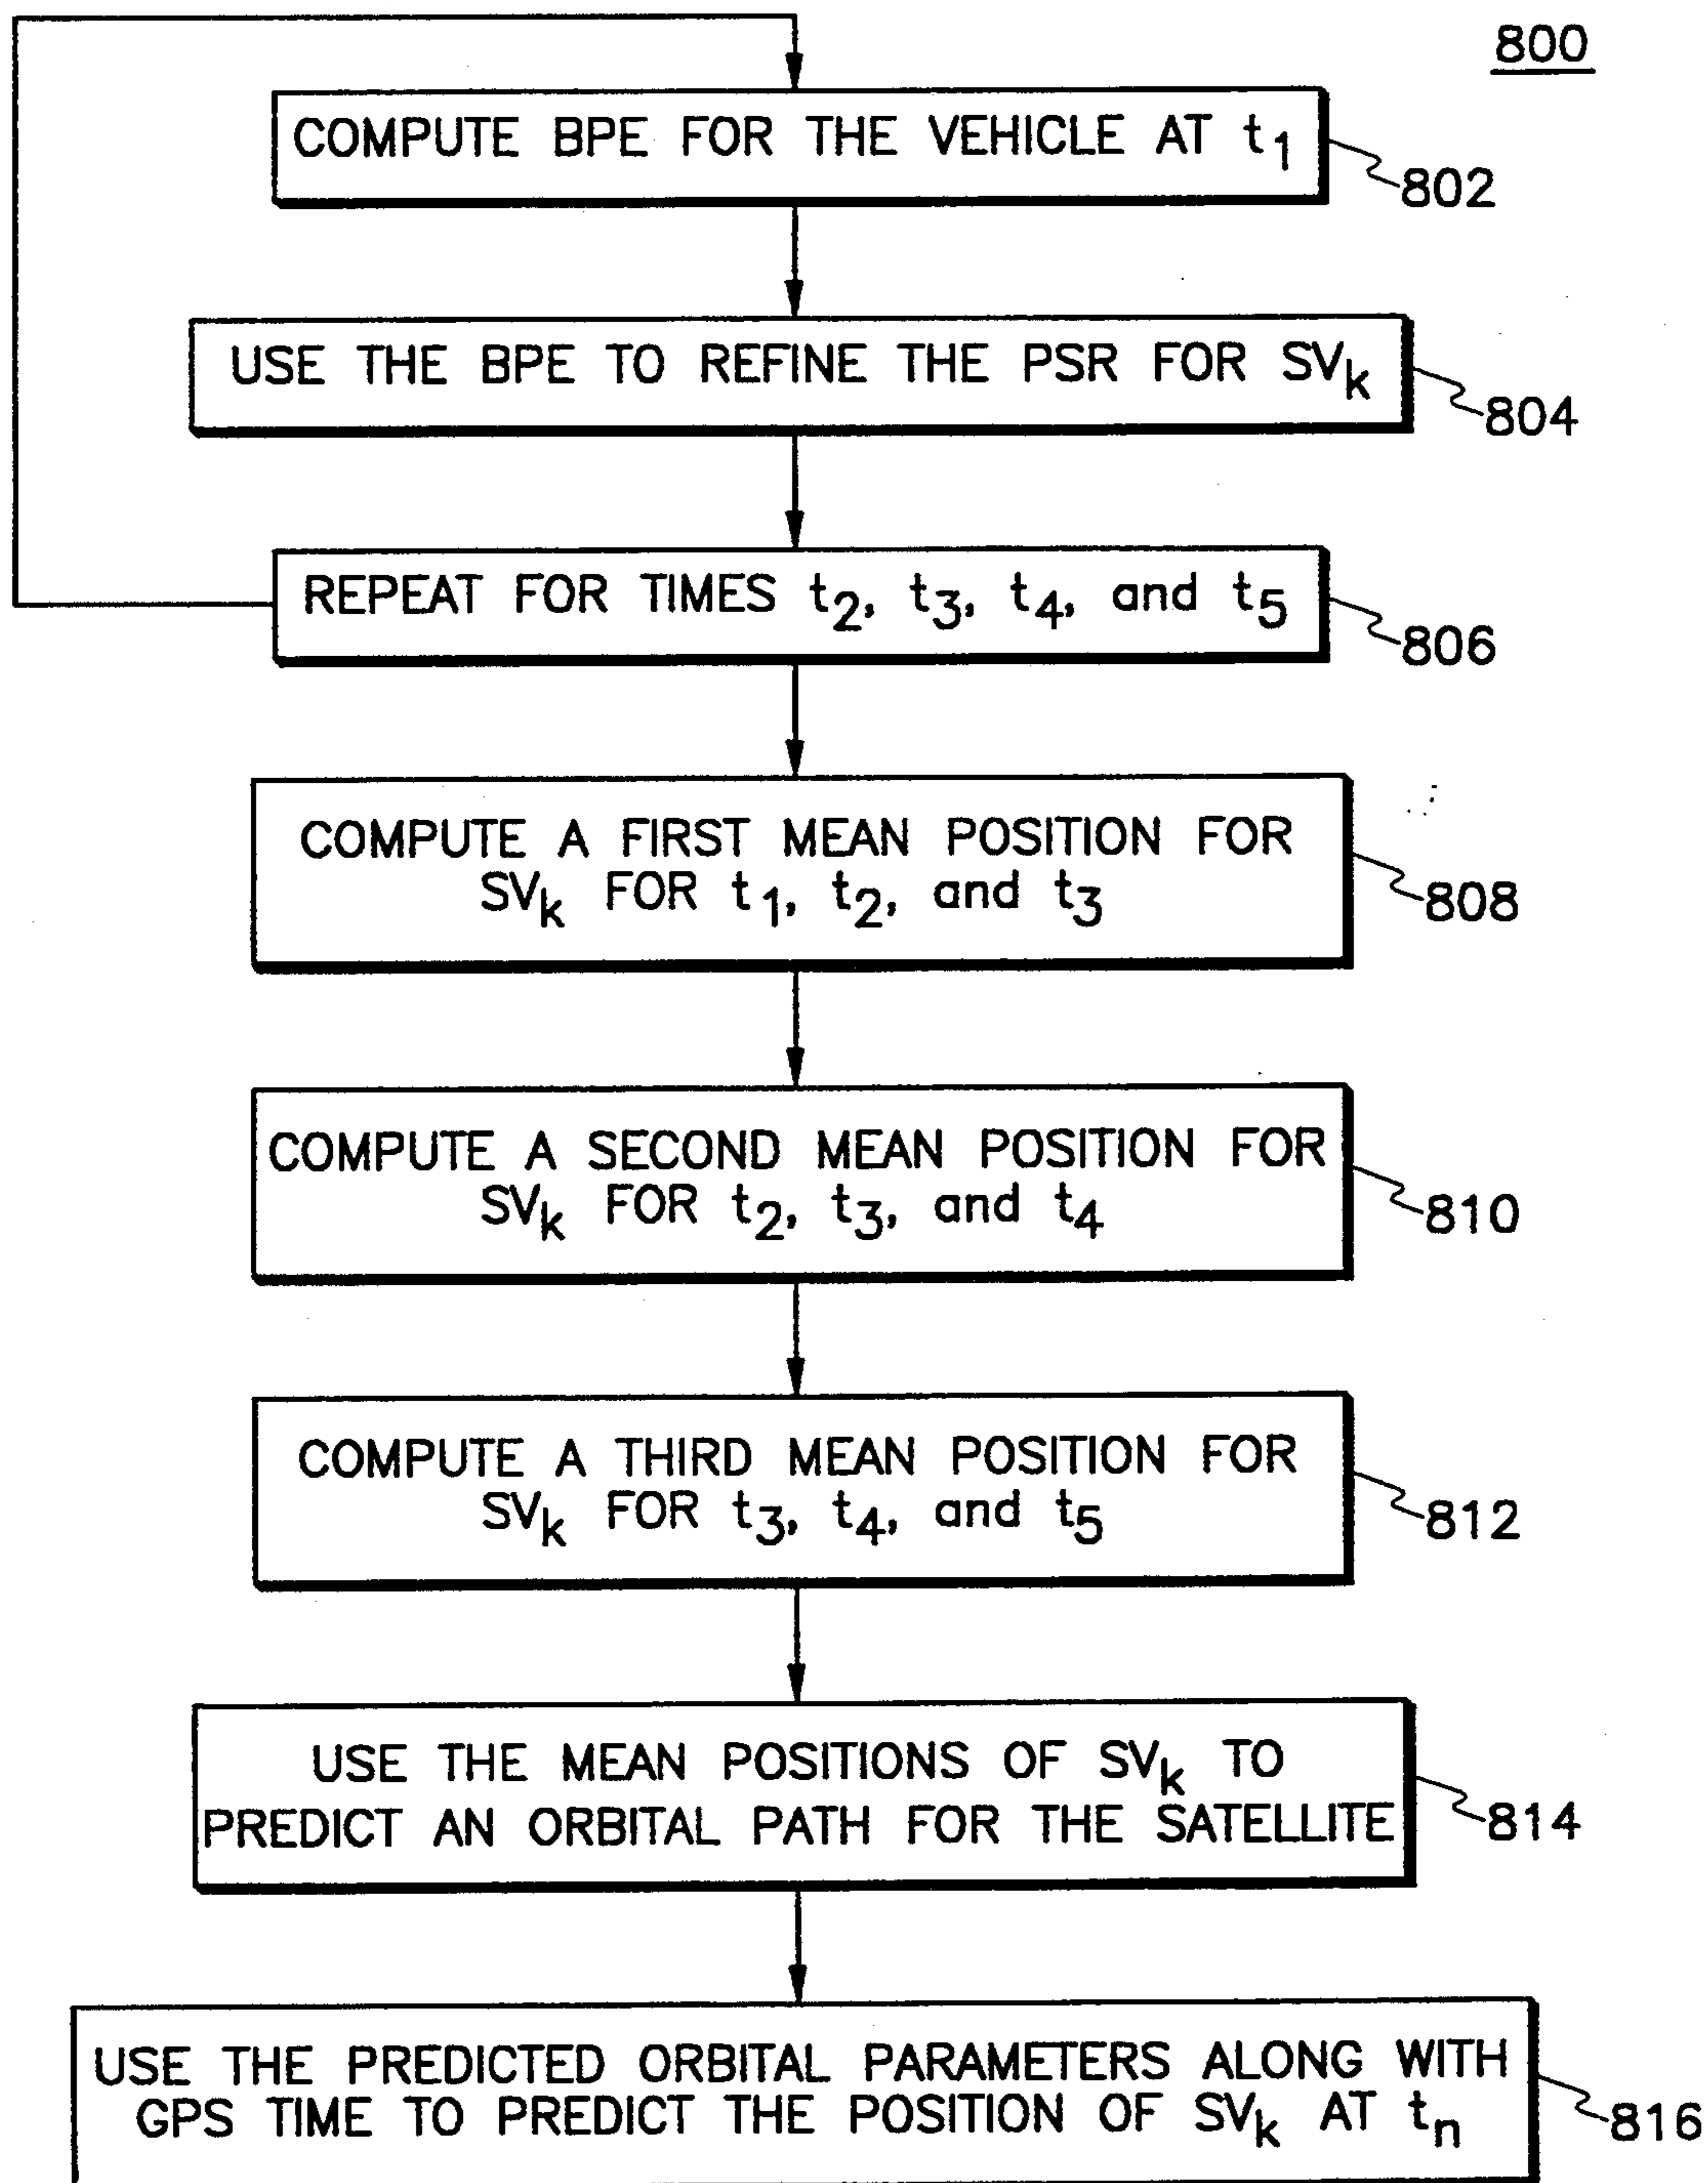 800
COMPUTE BPE FOR THE VEHICLE AT t1
802
USE THE BPE TO REFINE THE PSR FOR SVk
804
REPEAT FOR TIMES t2, t3, t4, and t5
806
COMPUTE A FIRST MEAN POSITION FOR
SVk FOR t1, t2, and t3
808
COMPUTE A SECOND MEAN POSITION FOR
SVk FOR t2, t3, and t4
810
COMPUTE A THIRD MEAN POSITION FOR
SVk FOR t3, t4, and t5
812
USE THE MEAN POSITIONS OF SVk TO
PREDICT AN ORBITAL PATH FOR THE SATELLITE
814
USE THE PREDICTED ORBITAL PARAMETERS ALONG WITH
GPS TIME TO PREDICT THE POSITION OF SVk AT tn
816